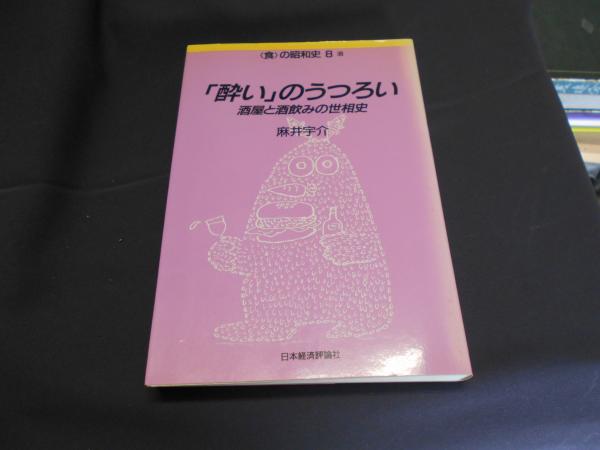 〈食〉の昭和史 8 酒
「酔い」のうつろい
酒屋と酒飲みの世相史
麻井宇介
日本経済評論社